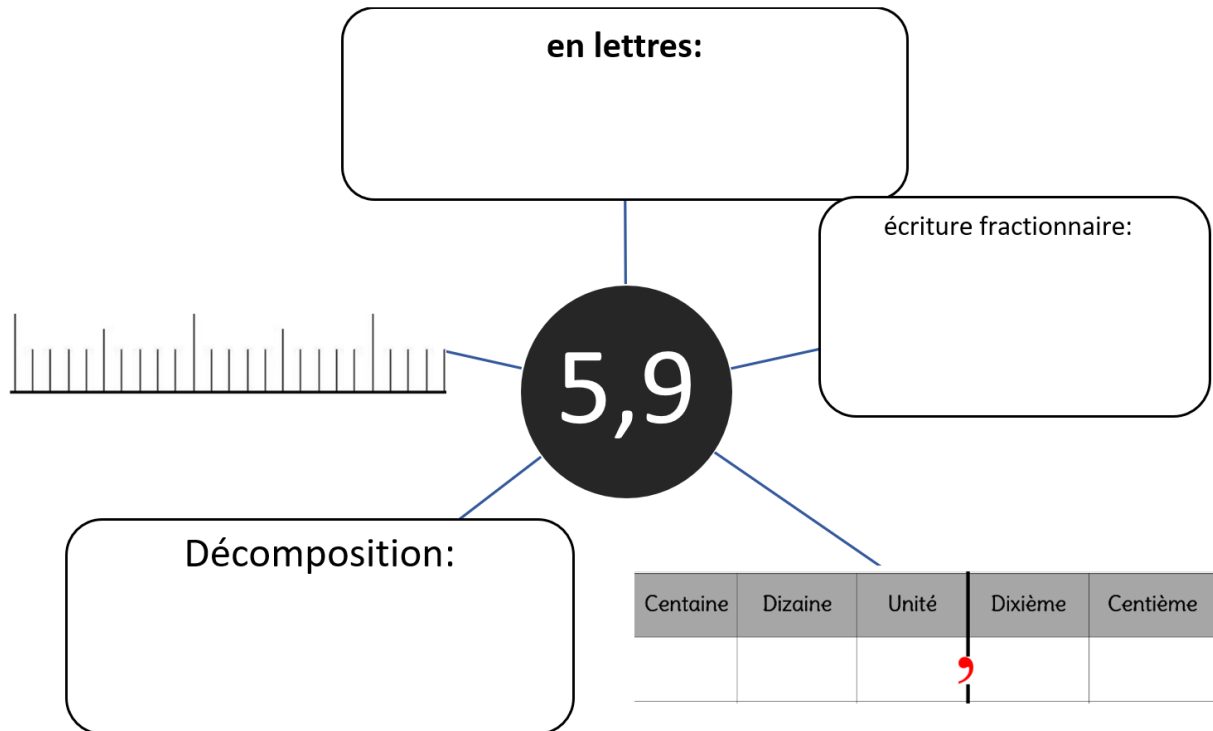 en lettres:
écriture fractionnaire:
5,9
Décomposition:
Centaine Dizaine Unité Dixième Centième
,